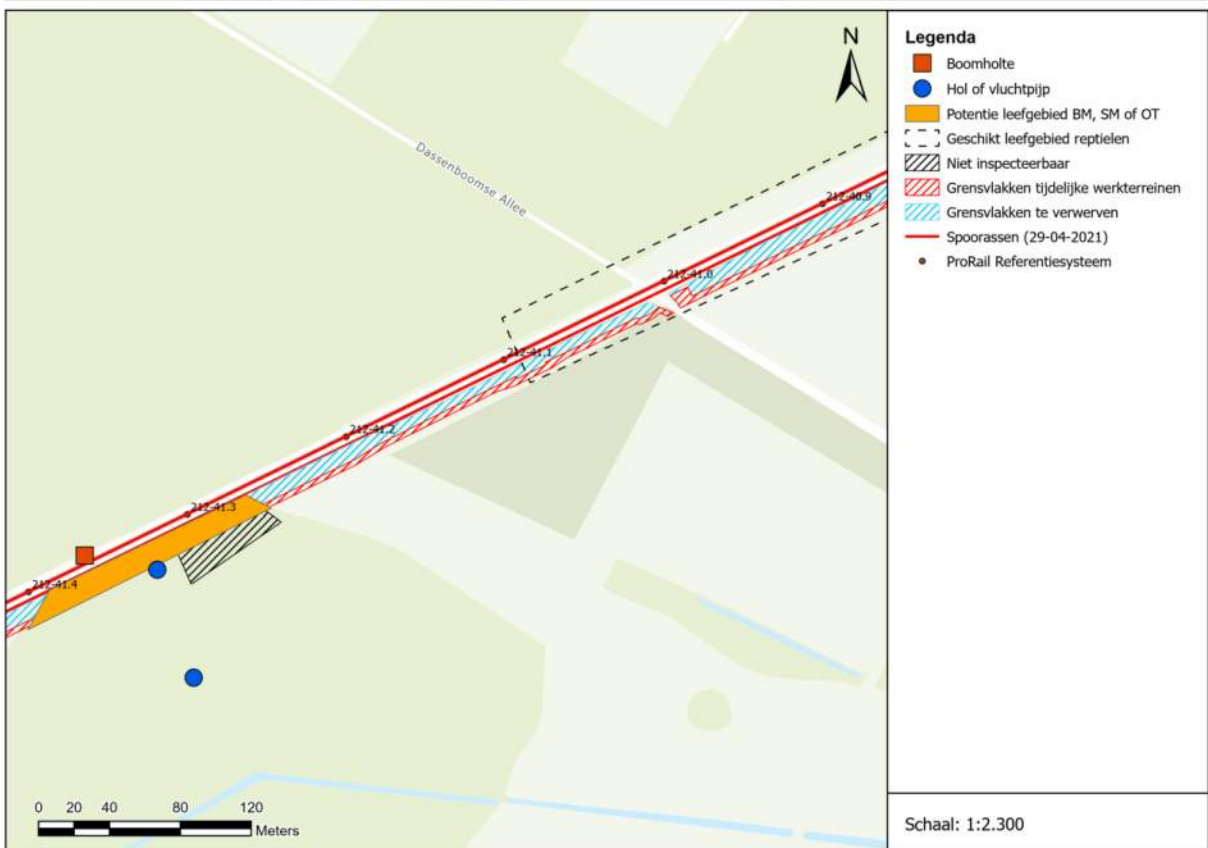 N
Dassenboomse Allee
212-40.9
212-41.0
212-41.1
212-41.2
212-41.3
212-41.4
0 20 40 80 120
Meters
Legenda
Boomholte
Hol of vluchtpijp
Potentie leefgebied BM, SM of OT
Geschikt leefgebied reptielen
Niet inspecteerbaar
Grensvlakken tijdelijke werkterreinen
Grensvlakken te verwerven
Spoorassen (29-04-2021)
ProRail Referentiesysteem
Schaal: 1:2.300